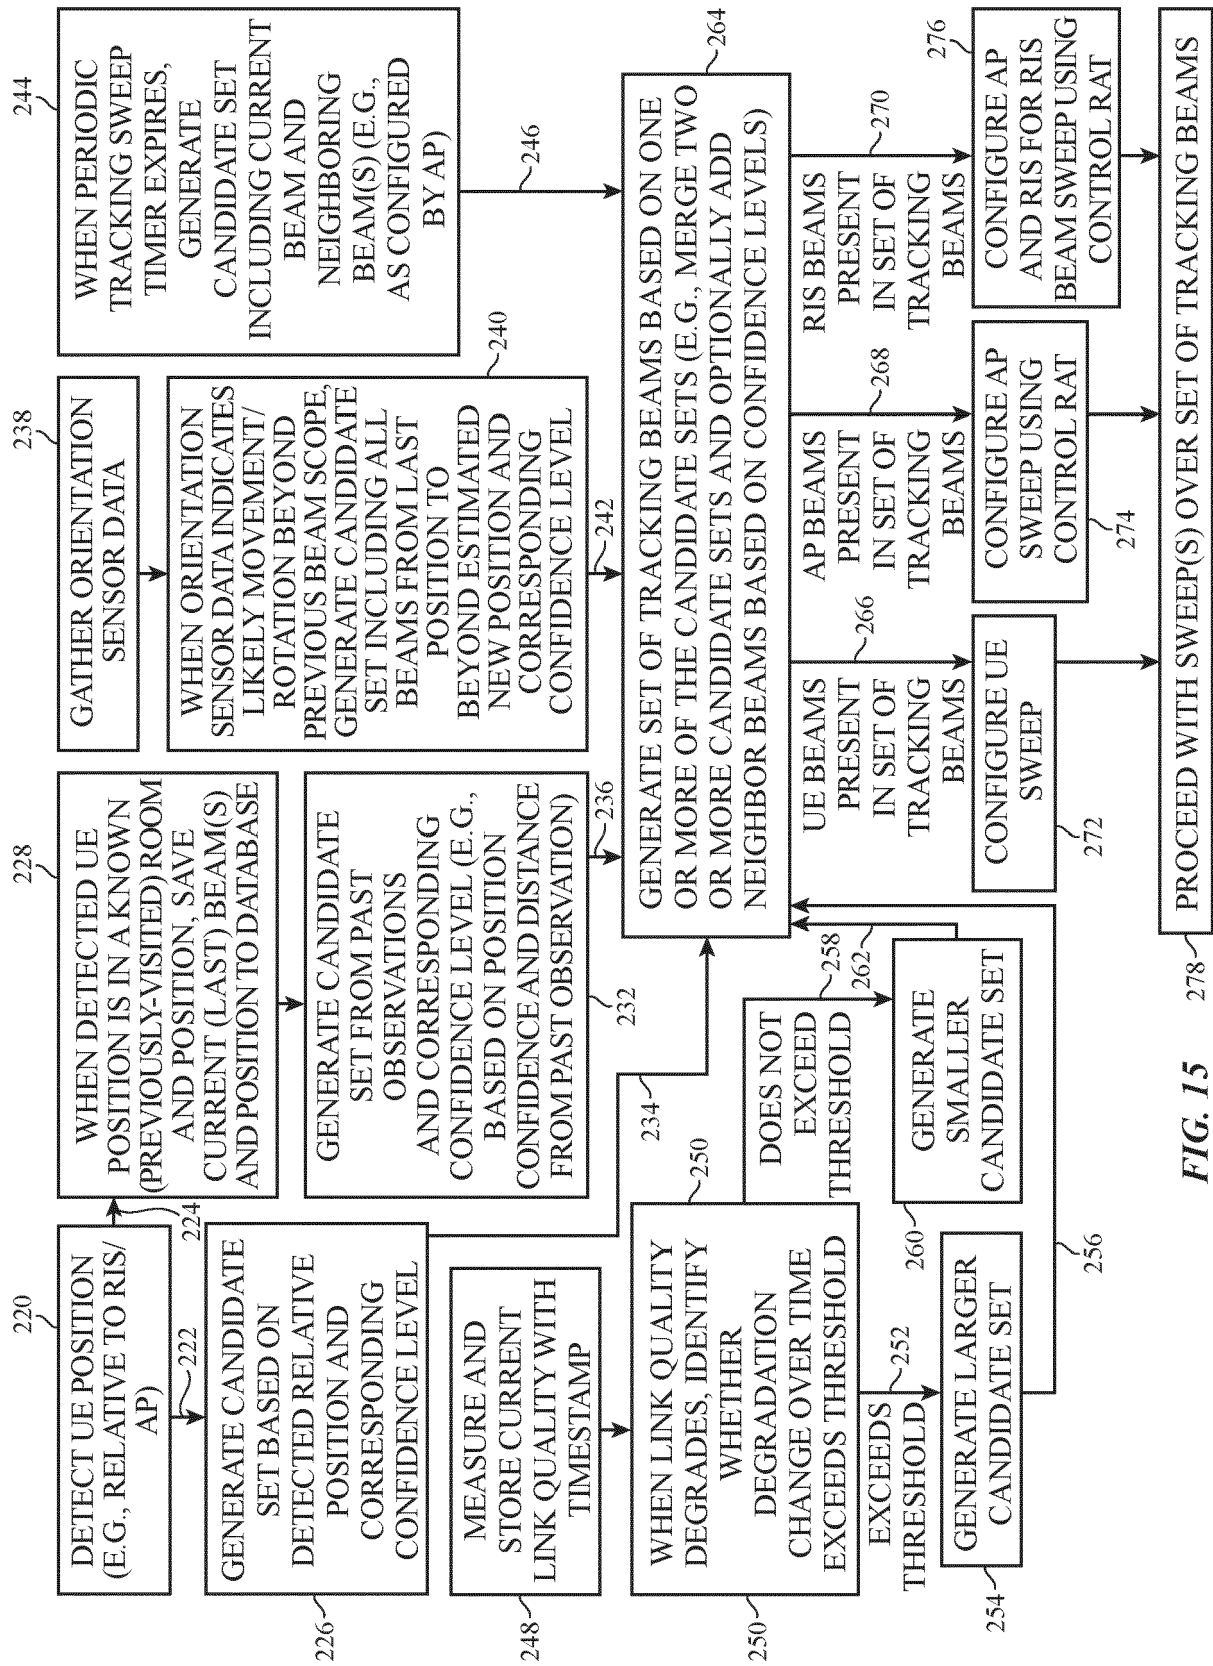 220
DETECT UE POSITION
(E.G., RELATIVE TO RIS/
AP)
222
224
GENERATE CANDIDATE
SET BASED ON
DETECTED RELATIVE
POSITION AND
CORRESPONDING
CONFIDENCE LEVEL
226
228
WHEN DETECTED UE
POSITION IS IN A KNOWN
(PREVIOUSLY-VISITED) ROOM
AND POSITION, SAVE
CURRENT (LAST) BEAM(S)
AND POSITION TO DATABASE
GENERATE CANDIDATE
SET FROM PAST
OBSERVATIONS
AND CORRESPONDING
CONFIDENCE LEVEL (E.G.,
BASED ON POSITION
CONFIDENCE AND DISTANCE
FROM PAST OBSERVATION)
232
234
236
238
GATHER ORIENTATION
SENSOR DATA
WHEN ORIENTATION
SENSOR DATA INDICATES
LIKELY MOVEMENT/
ROTATION BEYOND
PREVIOUS BEAM SCOPE,
GENERATE CANDIDATE
SET INCLUDING ALL
BEAMS FROM LAST
POSITION TO
BEYOND ESTIMATED
NEW POSITION AND
CORRESPONDING
CONFIDENCE LEVEL
240
242
244
WHEN PERIODIC
TRACKING SWEEP
TIMER EXPIRES,
GENERATE
CANDIDATE SET
INCLUDING CURRENT
BEAM AND
NEIGHBORING
BEAM(S) (E.G.,
AS CONFIGURED
BY AP)
246
MEASURE AND
STORE CURRENT
LINK QUALITY WITH
TIMESTAMP
248
WHEN LINK QUALITY
DEGRADES, IDENTIFY
WHETHER
DEGRADATION
CHANGE OVER TIME
EXCEEDS THRESHOLD
250
250
EXCEEDS
THRESHOLD
252
GENERATE LARGER
CANDIDATE SET
254
256
DOES NOT
EXCEED
THRESHOLD
258
GENERATE
SMALLER
CANDIDATE SET
260
262
264
GENERATE SET OF TRACKING BEAMS BASED ON ONE
OR MORE OF THE CANDIDATE SETS (E.G., MERGE TWO
OR MORE CANDIDATE SETS AND OPTIONALLY ADD
NEIGHBOR BEAMS BASED ON CONFIDENCE LEVELS)
UE BEAMS
PRESENT
IN SET OF
TRACKING
BEAMS
266
AP BEAMS
PRESENT
IN SET OF
TRACKING
BEAMS
268
RIS BEAMS
PRESENT
IN SET OF
TRACKING
BEAMS
270
CONFIGURE UE
SWEEP
272
CONFIGURE AP
SWEEP USING
CONTROL RAT
274
CONFIGURE AP
AND RIS FOR RIS
BEAM SWEEP USING
CONTROL RAT
276
PROCEED WITH SWEEP(S) OVER SET OF TRACKING BEAMS
278
FIG. 15